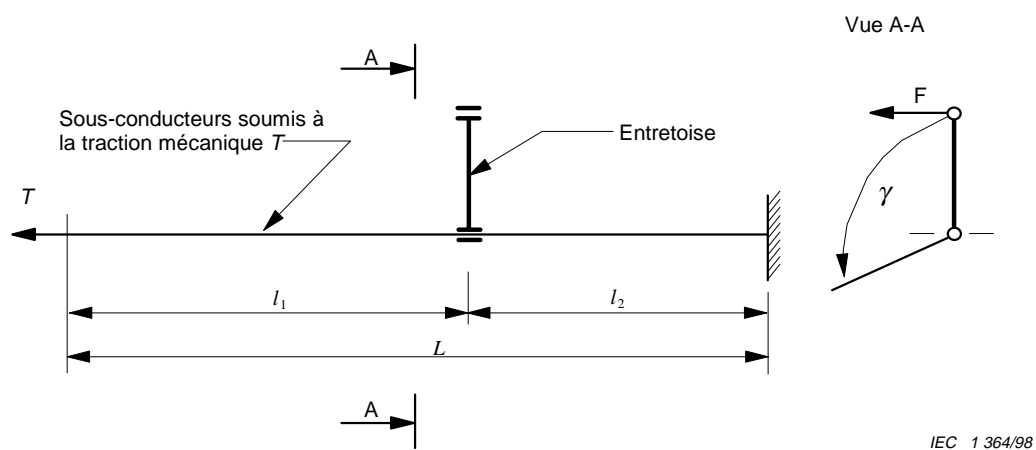 Vue A-A
A
F
Sous-conducteurs soumis à
la traction mécanique T
Entretoise
γ
T
l1
l2
L
A
IEC 1 364/98